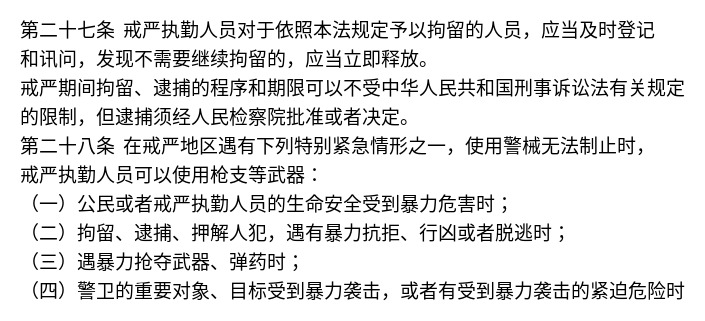 第二十七条 戒严执勤人员对于依照本法规定予以拘留的人员，应当及时登记
和讯问，发现不需要继续拘留的，应当立即释放。
戒严期间拘留、逮捕的程序和期限可以不受中华人民共和国刑事诉讼法有关规定
的限制，但逮捕须经人民检察院批准或者决定。
第二十八条 在戒严地区遇有下列特别紧急情形之一，使用警械无法制止时，
戒严执勤人员可以使用枪支等武器：
（一）公民或者戒严执勤人员的生命安全受到暴力危害时；
（二）拘留、逮捕、押解人犯，遇有暴力抗拒、行凶或者脱逃时；
（三）遇暴力抢夺武器、弹药时；
（四）警卫的重要对象、目标受到暴力袭击，或者有受到暴力袭击的紧迫危险时